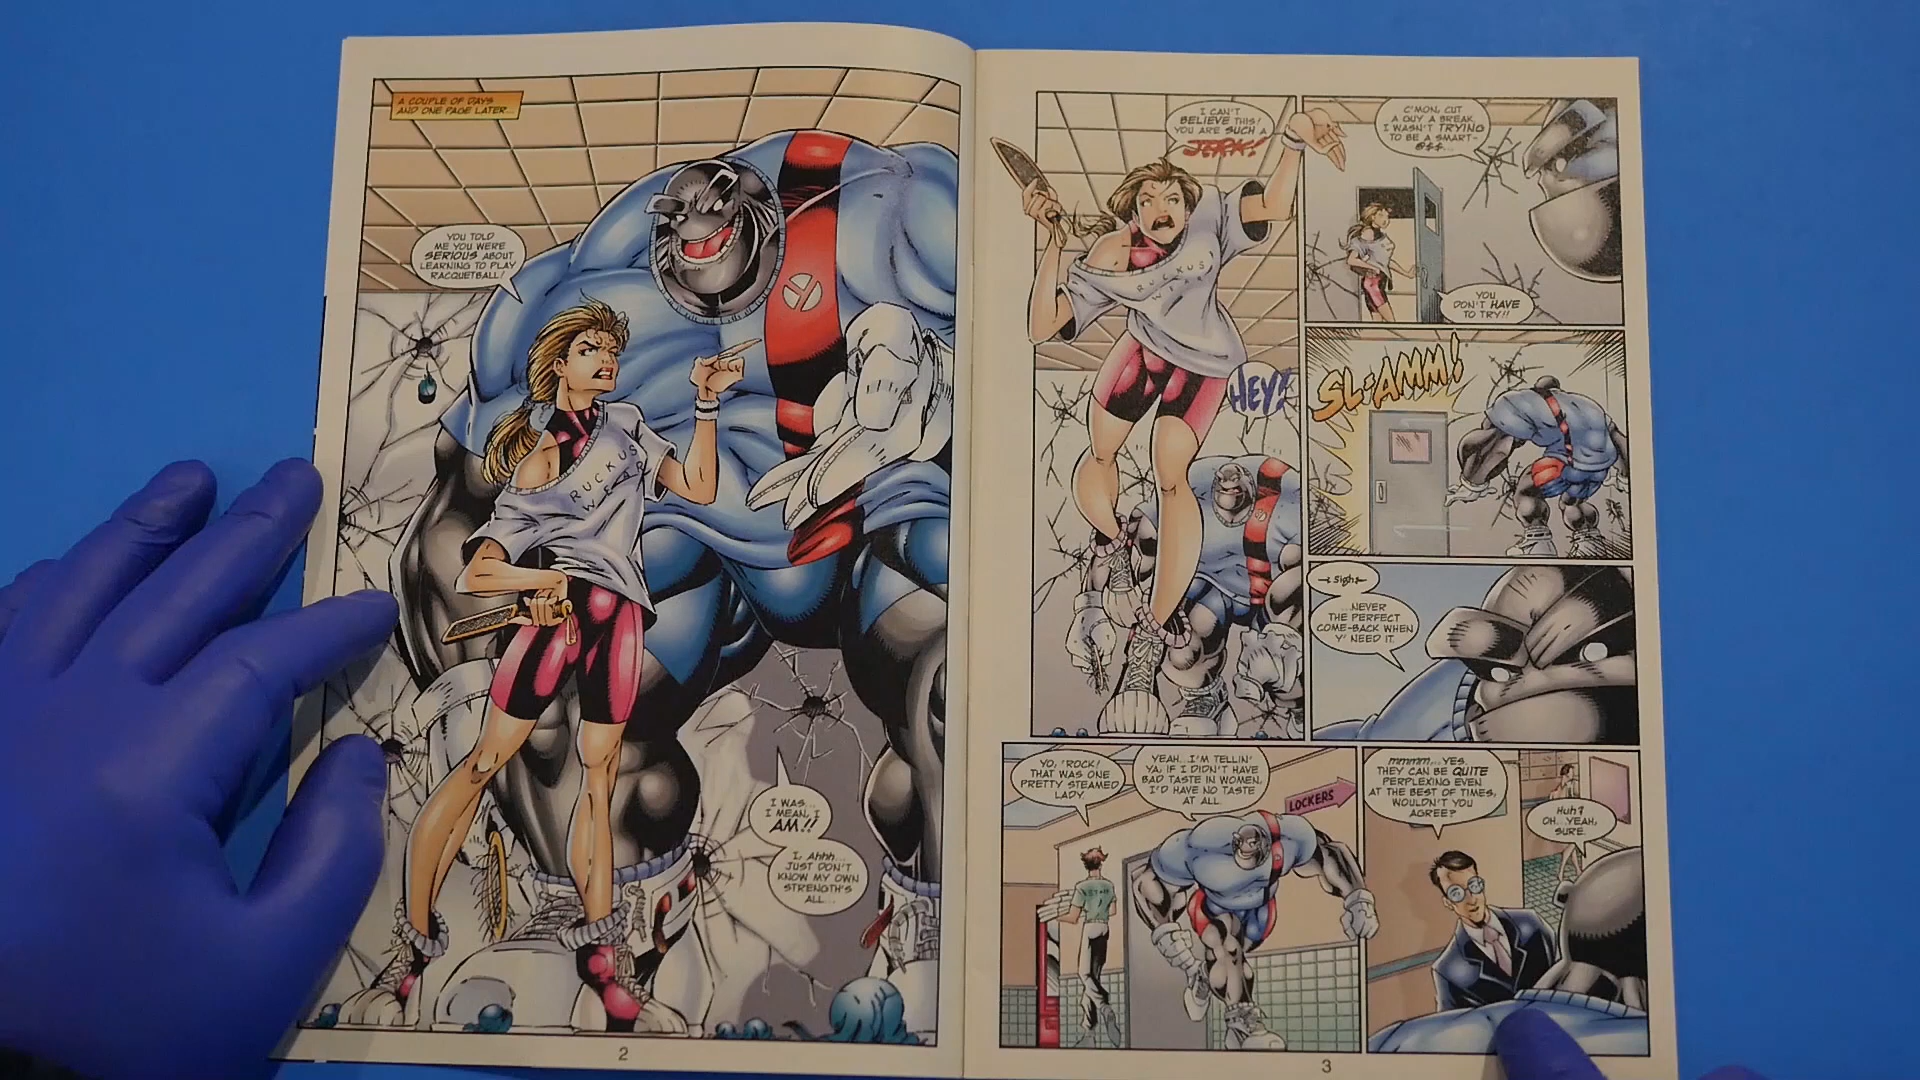 A COUPLE OF DAYS
AND ONE PAGE LATER...
YOU TOLD
ME YOU WERE
SERIOUS ABOUT
LEARNING TO PLAY
RACQUETBALL!
RUCKUS
WEAR
I WAS...
I MEAN, I
AM!!
I, Ahhh...
JUST DON'T
KNOW MY OWN
STRENGTH'S
ALL...
2
I CAN'T
BELIEVE THIS!
YOU ARE SUCH A
JERK!
RUCKUS
WEAR
HEY!
C'MON, CUT
A GUY A BREAK.
I WASN'T TRYING
TO BE A SMART-
@$$...
YOU
DON'T HAVE
TO TRY!!
SLAMM!
Sigh
...NEVER
THE PERFECT
COME-BACK WHEN
Y' NEED IT.
YO, 'ROCK!
THAT WAS ONE
PRETTY STEAMED
LADY.
YEAH...I'M TELLIN'
YA, IF I DIDN'T HAVE
BAD TASTE IN WOMEN,
I'D HAVE NO TASTE
AT ALL.
LOCKERS
mmmm...YES.
THEY CAN BE QUITE
PERPLEXING EVEN
AT THE BEST OF TIMES,
WOULDN'T YOU
AGREE?
Huh?
OH...YEAH,
SURE.
3